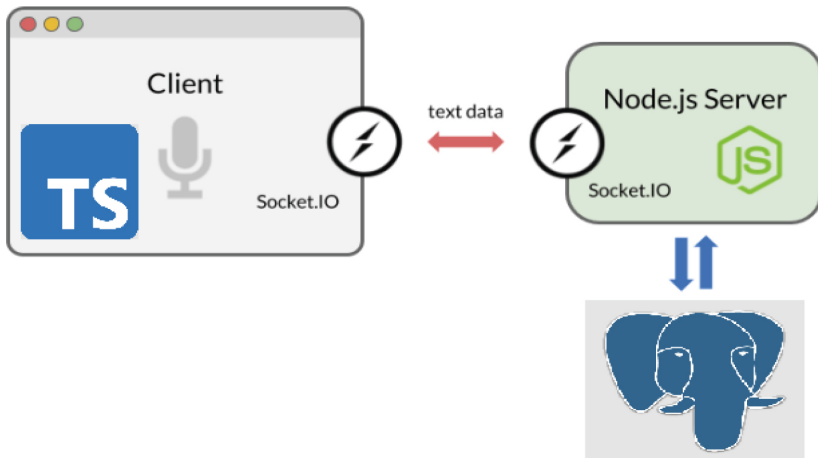 Client
TS
Socket.IO
text data
Node.js Server
JS
Socket.IO